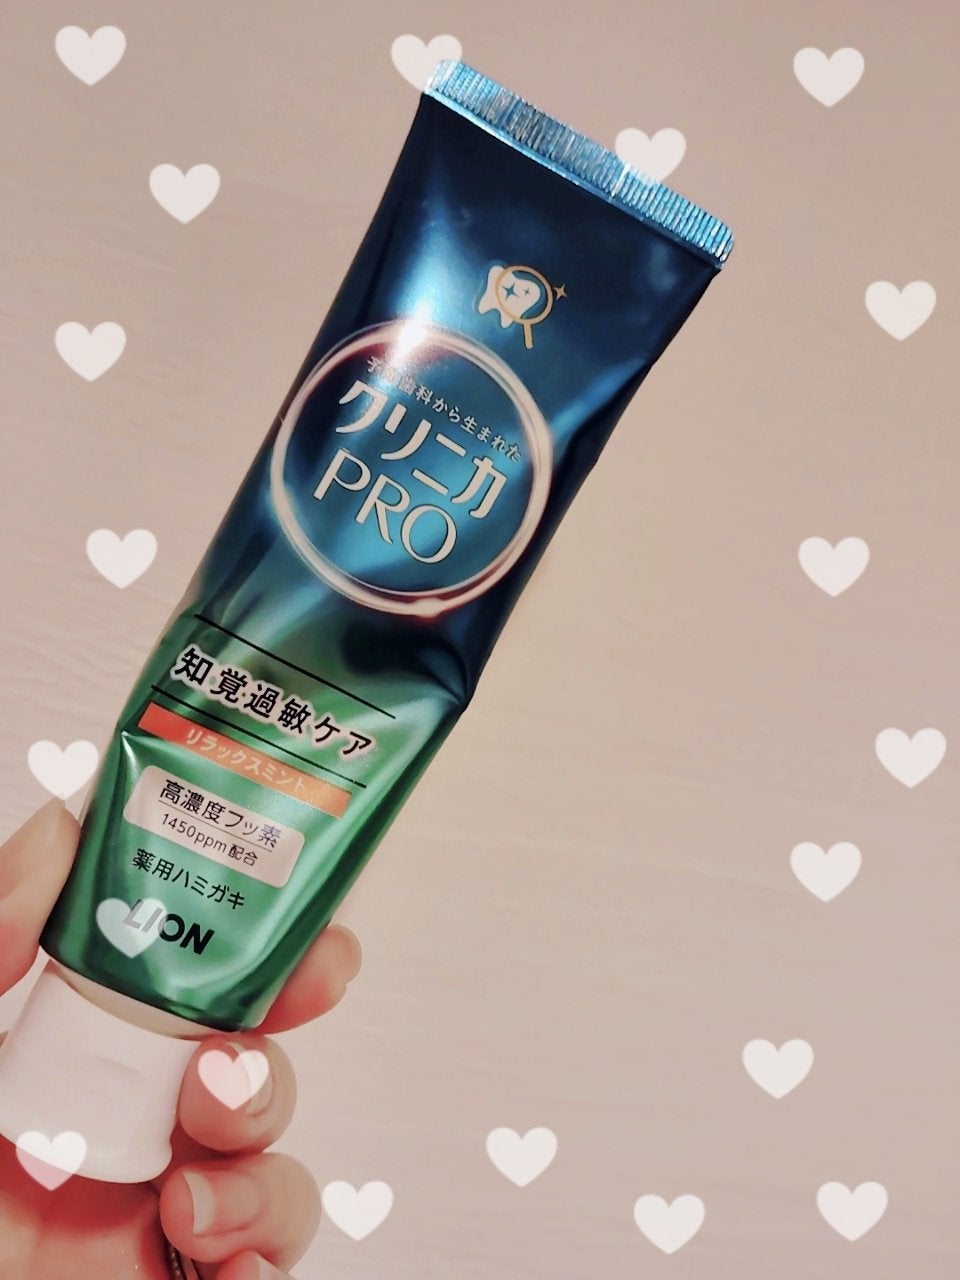 予防歯科から生まれた
クリニカ
PRO
知覚過敏ケア
リラックスミント
高濃度フッ素
1450ppm配合
薬用ハミガキ
LION